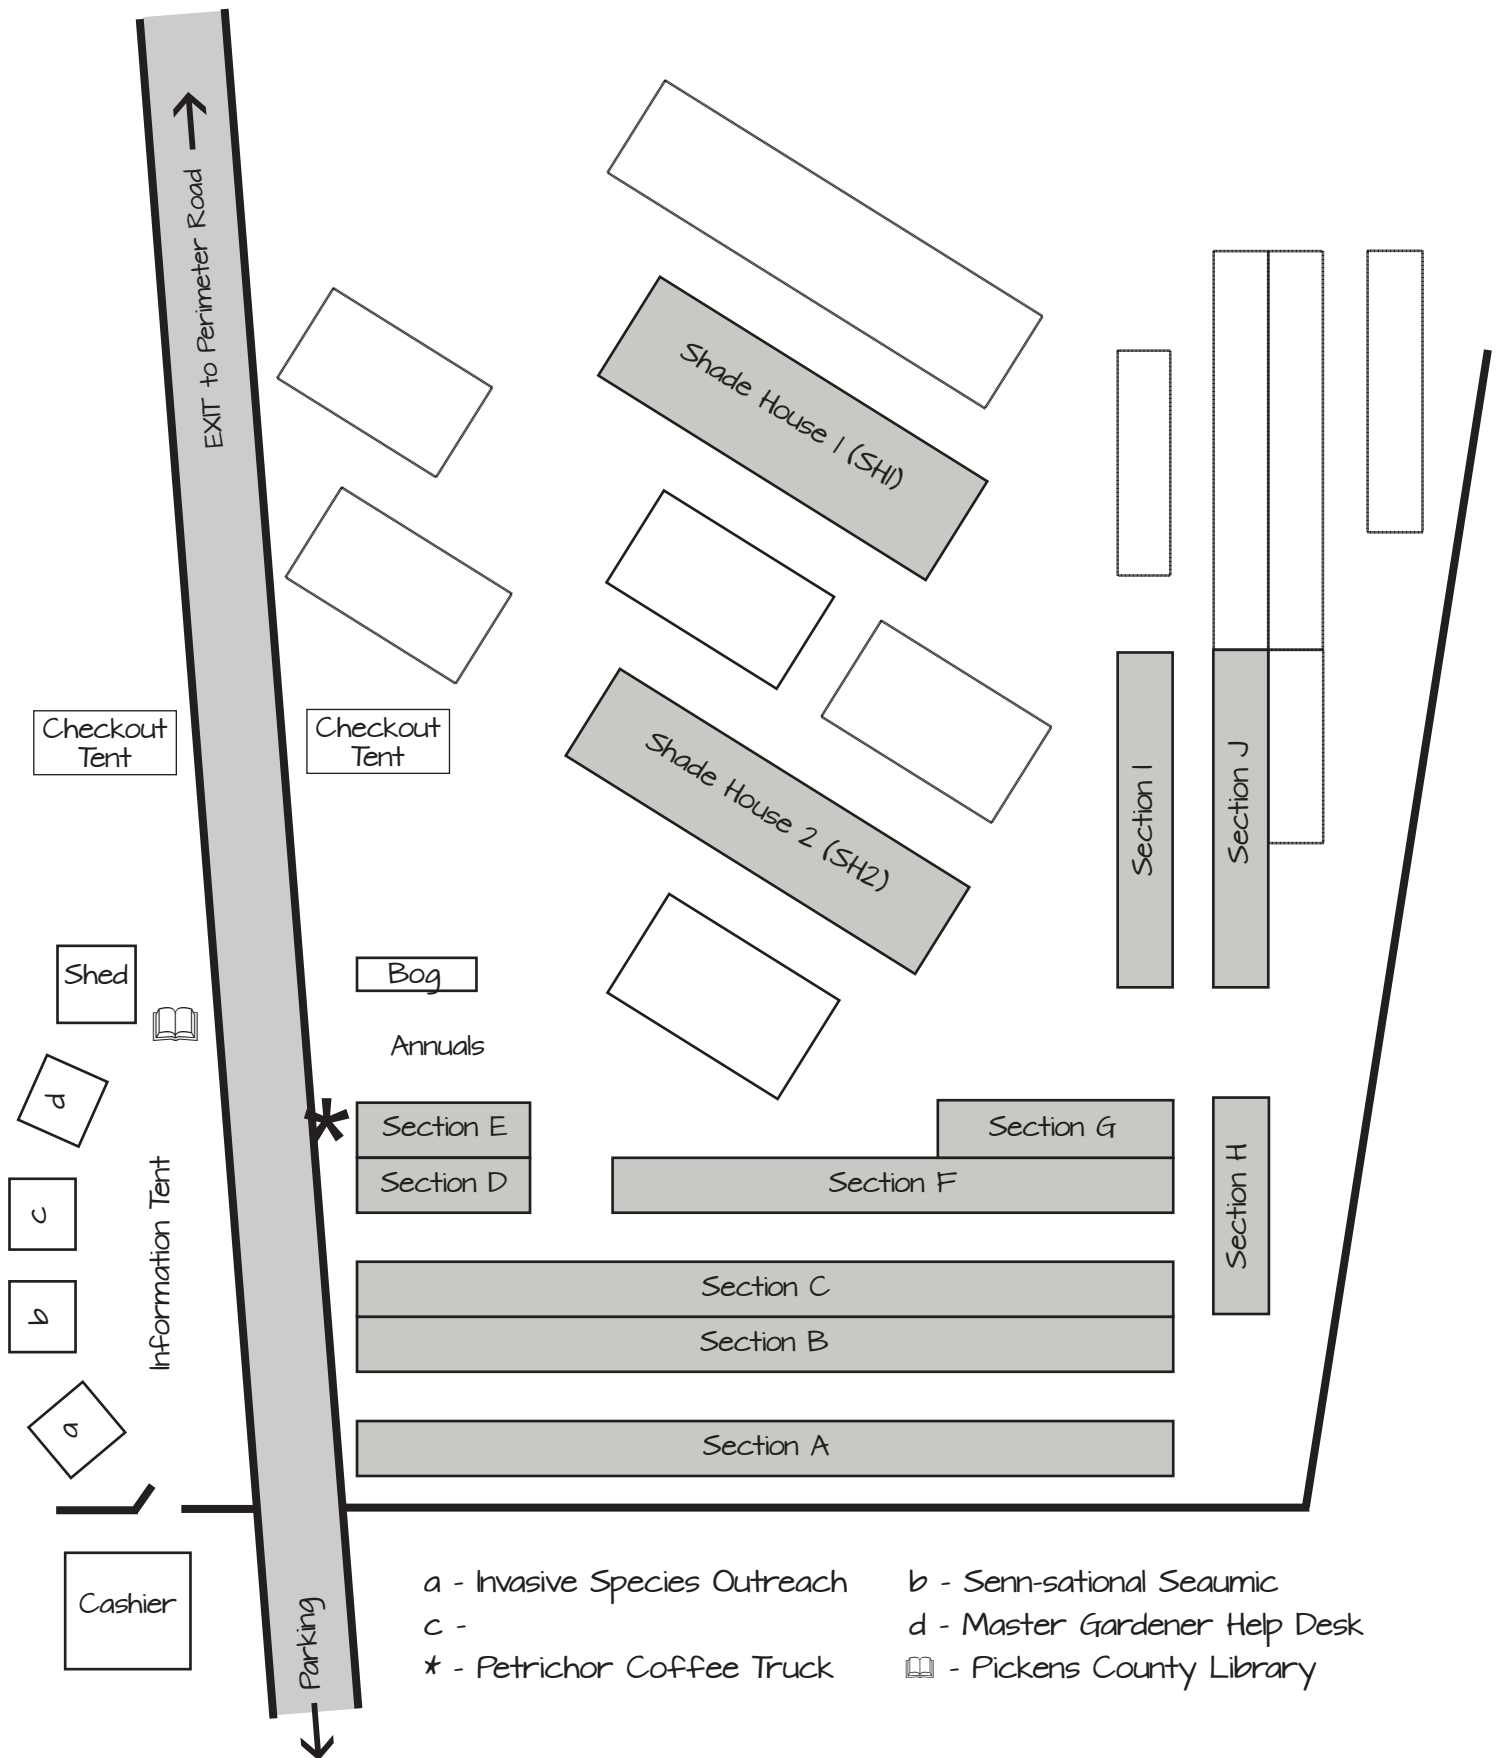 EXIT to Perimeter Road
Shade House 1 (SH1)
Checkout
Tent
Checkout
Tent
Shade House 2 (SH2)
Section I
Section J
Shed
Bog
Annuals
d
Section E
Section G
Section D
Section F
c
Information Tent
Section H
b
Section C
Section B
a
Section A
Cashier
Parking
a - Invasive Species Outreach
b - Senn-sational Seaumic
c -
d - Master Gardener Help Desk
* - Petrichor Coffee Truck
- Pickens County Library